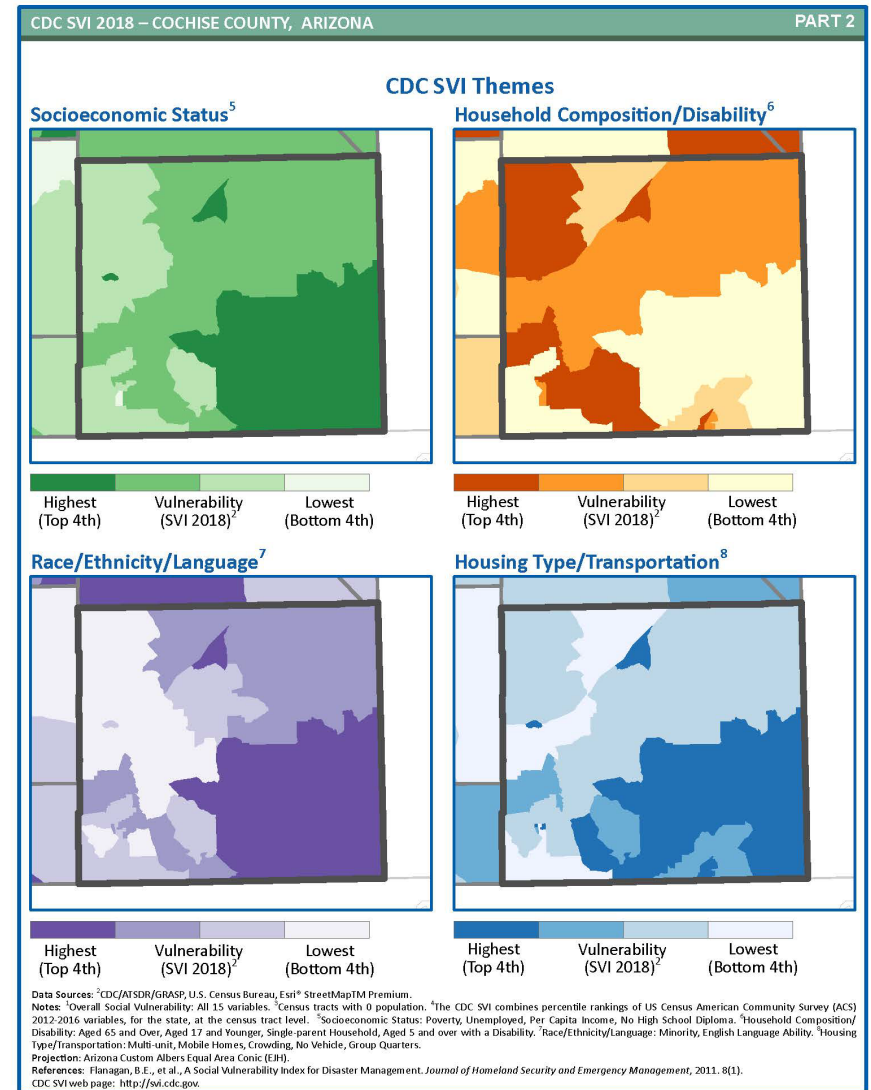 CDC SVI 2018 – COCHISE COUNTY, ARIZONA PART 2
CDC SVI Themes
Socioeconomic Status5
Household Composition/Disability6
Highest (Top 4th)
Vulnerability (SVI 2018)2
Lowest (Bottom 4th)
Highest (Top 4th)
Vulnerability (SVI 2018)2
Lowest (Bottom 4th)
Race/Ethnicity/Language7
Housing Type/Transportation8
Highest (Top 4th)
Vulnerability (SVI 2018)2
Lowest (Bottom 4th)
Highest (Top 4th)
Vulnerability (SVI 2018)2
Lowest (Bottom 4th)
Data Sources: 2CDC/ATSDR/GRASP, U.S. Census Bureau, Esri® StreetMapTM Premium.
Notes: 1Overall Social Vulnerability: All 15 variables. 3Census tracts with 0 population. 4The CDC SVI combines percentile rankings of US Census American Community Survey (ACS)
2012-2016 variables, for the state, at the census tract level. 5Socioeconomic Status: Poverty, Unemployed, Per Capita Income, No High School Diploma. 6Household Composition/
Disability: Aged 65 and Over, Aged 17 and Younger, Single-parent Household, Aged 5 and over with a Disability. 7Race/Ethnicity/Language: Minority, English Language Ability. 8Housing
Type/Transportation: Multi-unit, Mobile Homes, Crowding, No Vehicle, Group Quarters.
Projection: Arizona Custom Albers Equal Area Conic (EJH).
References: Flanagan, B.E., et al., A Social Vulnerability Index for Disaster Management. Journal of Homeland Security and Emergency Management, 2011. 8(1).
CDC SVI web page: http://svi.cdc.gov.